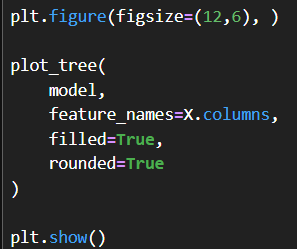 plt.figure(figsize=(12,6), )

plot_tree(
    model,
    feature_names=X.columns,
    filled=True,
    rounded=True
)

plt.show()